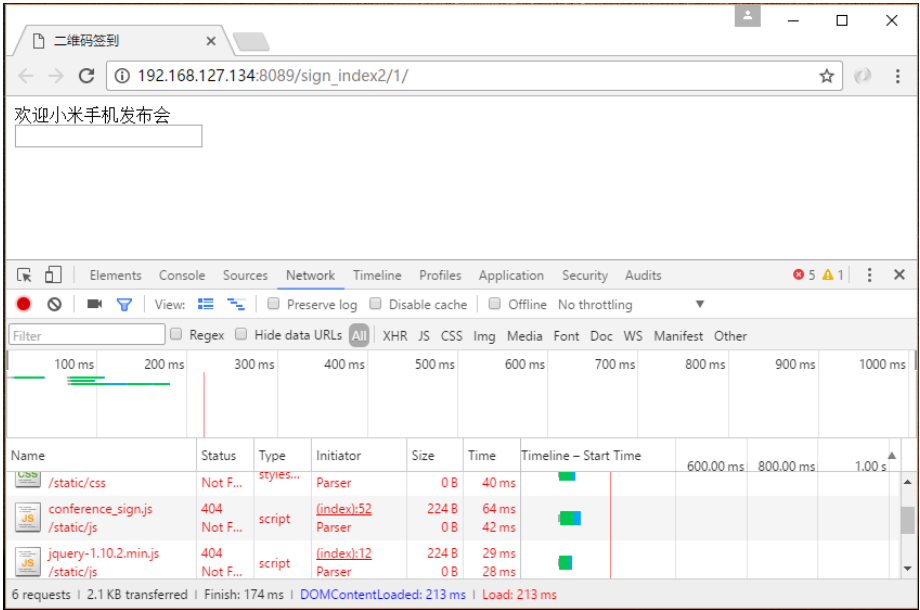 二维码签到
192.168.127.134:8089/sign_index2/1/
欢迎小米手机发布会
Elements Console Sources Network Timeline Profiles Application Security Audits 5 1
View: Preserve log Disable cache Offline No throttling
Filter Regex Hide data URLs All XHR JS CSS Img Media Font Doc WS Manifest Other
100 ms 200 ms 300 ms 400 ms 500 ms 600 ms 700 ms 800 ms 900 ms 1000 ms
Name Status Type Initiator Size Time Timeline – Start Time 600.00 ms 800.00 ms 1.00 s
CSS styles...
/static/css Not F... Parser 0 B 40 ms
conference_sign.js 404 script (index):52 224 B 64 ms
JS /static/js Not F... Parser 0 B 42 ms
jquery-1.10.2.min.js 404 script (index):12 224 B 29 ms
JS /static/js Not F... Parser 0 B 28 ms
6 requests | 2.1 KB transferred | Finish: 174 ms | DOMContentLoaded: 213 ms | Load: 213 ms